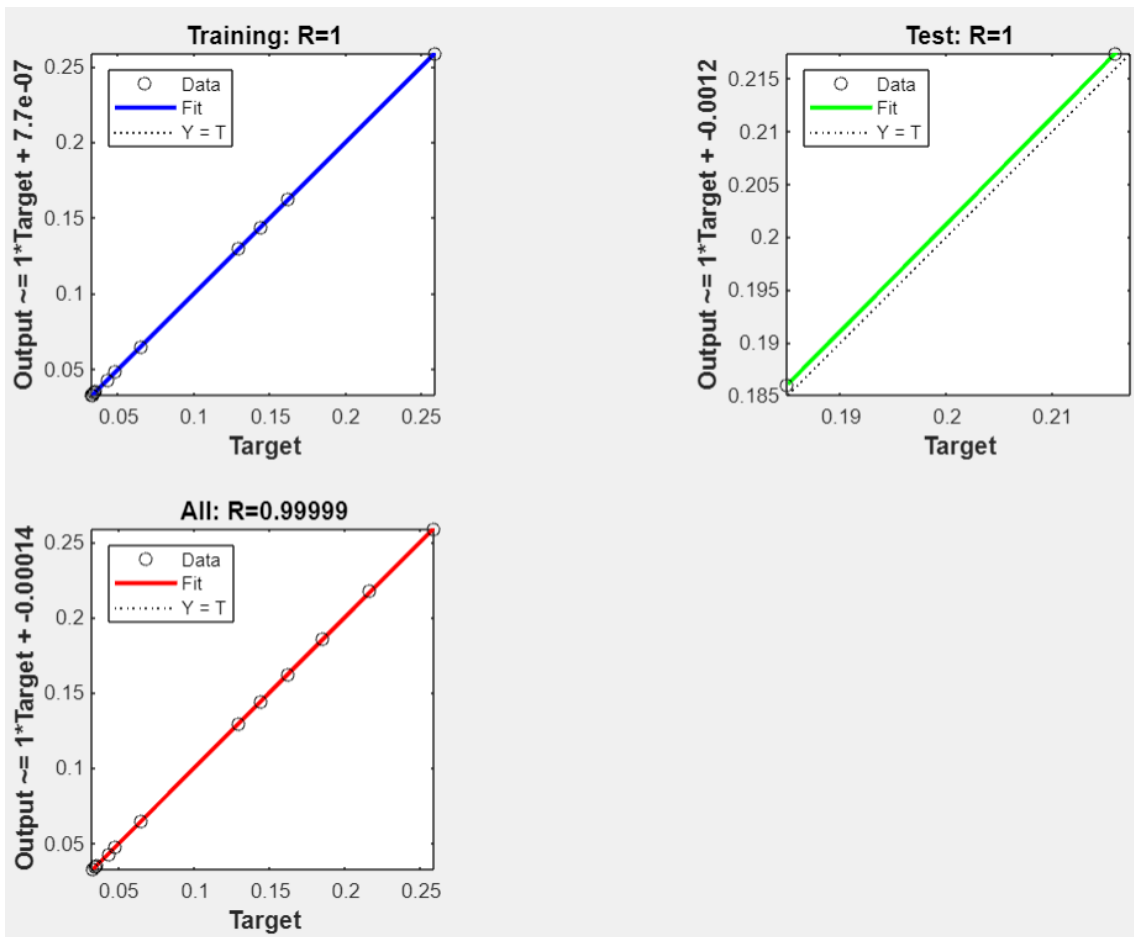 Training: R=1
Output ~= 1*Target + 7.7e-07
0.25
0.2
0.15
0.1
0.05
Data
Fit
Y = T
0.05
0.1
0.15
0.2
0.25
Target
Test: R=1
Output ~= 1*Target + -0.0012
0.215
0.21
0.205
0.2
0.195
0.19
0.185
Data
Fit
Y = T
0.19
0.2
0.21
Target
All: R=0.99999
Output ~= 1*Target + -0.00014
0.25
0.2
0.15
0.1
0.05
Data
Fit
Y = T
0.05
0.1
0.15
0.2
0.25
Target